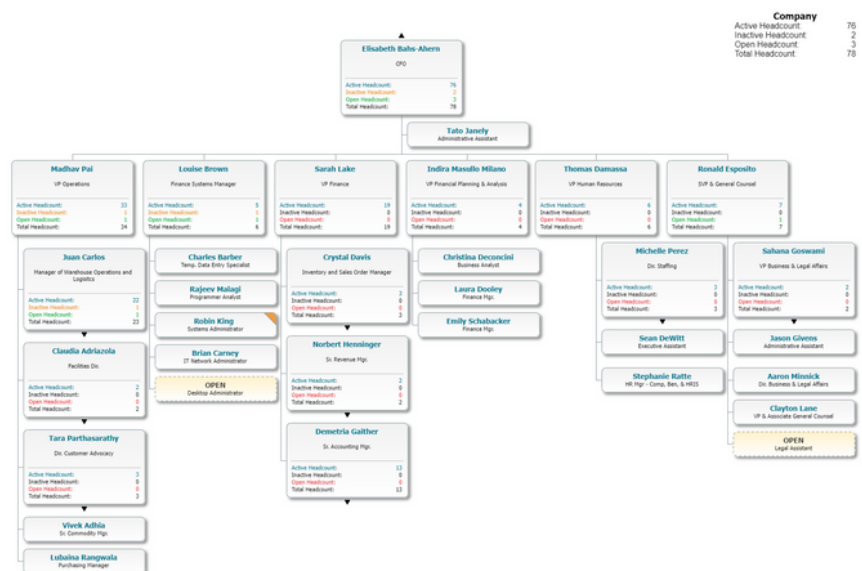 Company
Active Headcount: 76
Inactive Headcount: 2
Open Headcount: 3
Total Headcount: 78
Elisabeth Bahs-Ahern
CFO
Active Headcount: 76
Inactive Headcount: 2
Open Headcount: 3
Total Headcount: 78
Tato Janely
Administrative Assistant
Madhav Pai
VP Operations
Active Headcount: 33
Inactive Headcount: 1
Open Headcount: 1
Total Headcount: 34
Louise Brown
Finance Systems Manager
Active Headcount: 5
Inactive Headcount: 1
Open Headcount: 1
Total Headcount: 6
Sarah Lake
VP Finance
Active Headcount: 19
Inactive Headcount: 0
Open Headcount: 0
Total Headcount: 19
Indira Masullo Milano
VP Financial Planning & Analysis
Active Headcount: 4
Inactive Headcount: 0
Open Headcount: 0
Total Headcount: 4
Thomas Damassa
VP Human Resources
Active Headcount: 6
Inactive Headcount: 0
Open Headcount: 0
Total Headcount: 6
Ronald Esposito
SVP & General Counsel
Active Headcount: 7
Inactive Headcount: 0
Open Headcount: 1
Total Headcount: 7
Juan Carlos
Manager of Warehouse Operations and
Logistics
Active Headcount: 22
Inactive Headcount: 1
Open Headcount: 1
Total Headcount: 23
Claudia Adriazola
Facilities Dir.
Active Headcount: 2
Inactive Headcount: 0
Open Headcount: 0
Total Headcount: 2
Tara Parthasarathy
Dir. Customer Advocacy
Active Headcount: 3
Inactive Headcount: 0
Open Headcount: 0
Total Headcount: 3
Vivek Adhia
Sr. Commodity Mgr.
Lubaina Rangwala
Purchasing Manager
Charles Barber
Temp. Data Entry Specialist
Rajeev Malagi
Programmer Analyst
Robin King
Systems Administrator
Brian Carney
IT Network Administrator
OPEN
Desktop Administrator
Crystal Davis
Inventory and Sales Order Manager
Active Headcount: 3
Inactive Headcount: 0
Open Headcount: 0
Total Headcount: 3
Norbert Henninger
Sr. Revenue Mgr.
Active Headcount: 2
Inactive Headcount: 0
Open Headcount: 0
Total Headcount: 2
Demetria Gaither
Sr. Accounting Mgr.
Active Headcount: 13
Inactive Headcount: 0
Open Headcount: 0
Total Headcount: 13
Christina Deconcini
Business Analyst
Laura Dooley
Finance Mgr.
Emily Schabacker
Finance Mgr.
Michelle Perez
Dir. Staffing
Active Headcount: 3
Inactive Headcount: 0
Open Headcount: 0
Total Headcount: 3
Sean DeWitt
Executive Assistant
Stephanie Ratte
HR Mgr - Comp, Ben, & HRIS
Sahana Goswami
VP Business & Legal Affairs
Active Headcount: 2
Inactive Headcount: 0
Open Headcount: 0
Total Headcount: 2
Jason Givens
Administrative Assistant
Aaron Minnick
Dir. Business & Legal Affairs
Clayton Lane
VP & Associate General Counsel
OPEN
Legal Assistant